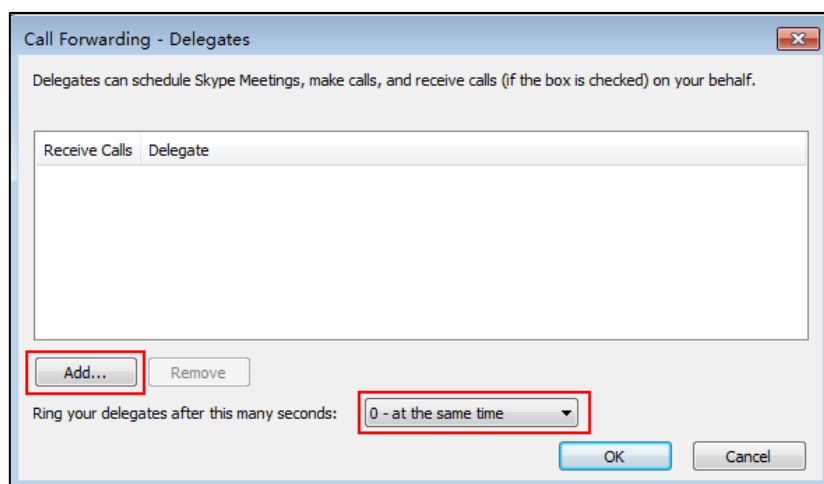 Call Forwarding - Delegates
Delegates can schedule Skype Meetings, make calls, and receive calls (if the box is checked) on your behalf.
Receive Calls Delegate
Add... Remove
Ring your delegates after this many seconds: 0 - at the same time
OK Cancel